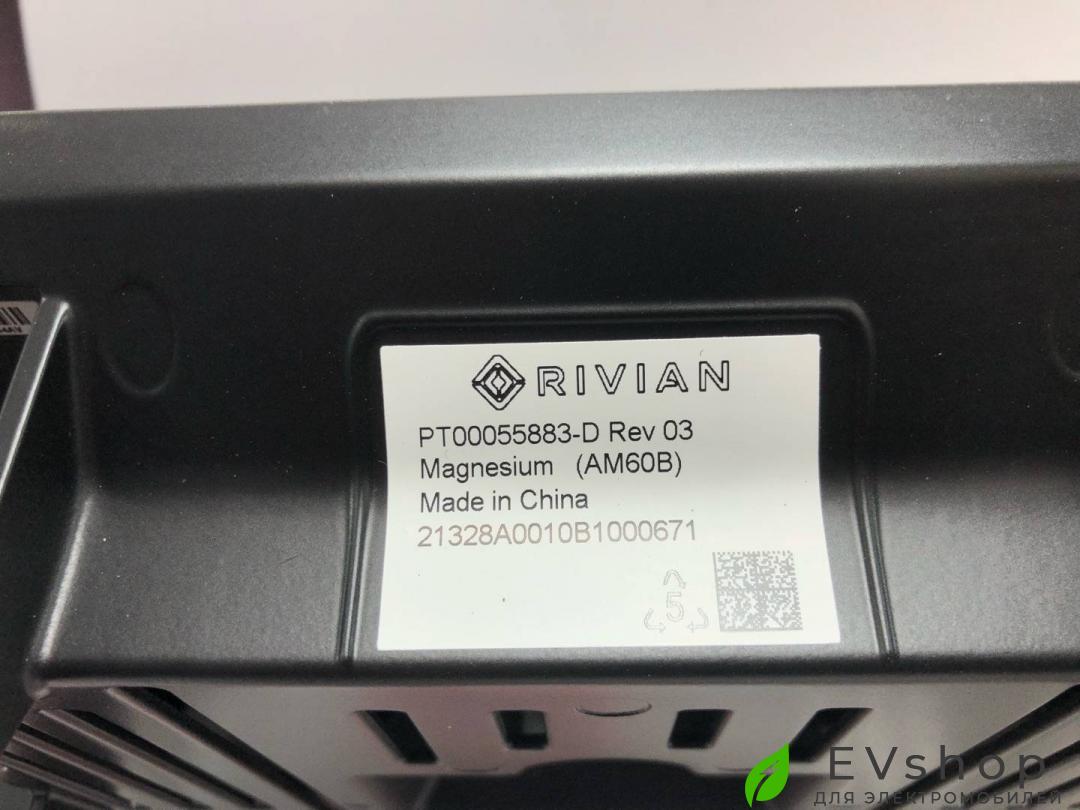 RIVIAN
PT00055883-D Rev 03
Magnesium (AM60B)
Made in China
21328A0010B1000671
5
EVshop
ДЛЯ ЭЛЕКТРОМОБИЛЕЙ